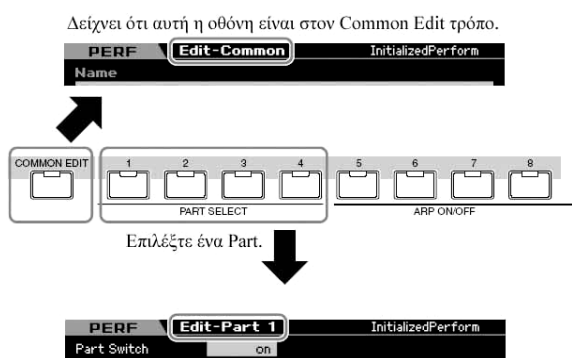 Δείχνει ότι αυτή η οθόνη είναι στον Common Edit τρόπο.
PERF Edit-Common InitializedPerform
Name
COMMON EDIT 1 2 3 4 5 6 7 8
PART SELECT ARP ON/OFF
Επιλέξτε ένα Part.
PERF Edit-Part 1 InitializedPerform
Part Switch on